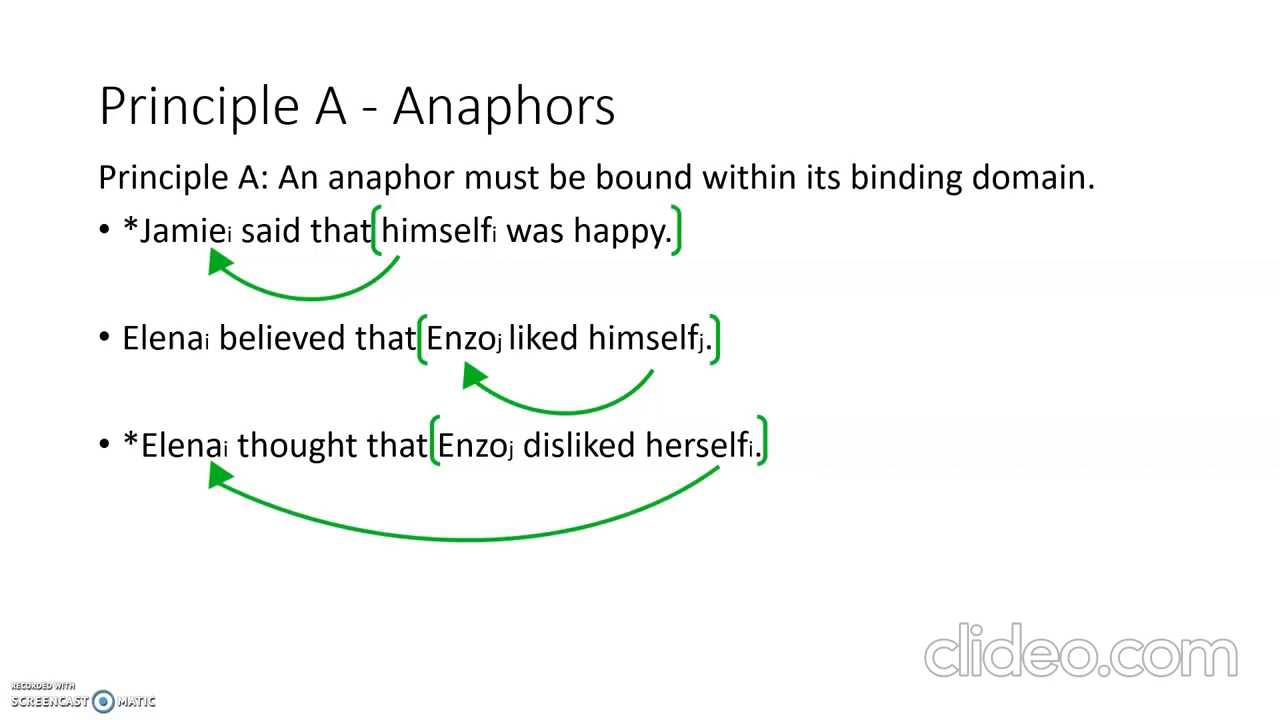 Principle A - Anaphors
Principle A: An anaphor must be bound within its binding domain.
• *Jamieᵢ said that [himselfᵢ was happy.]
• Elenaᵢ believed that [Enzoⱼ liked himselfⱼ.]
• *Elenaᵢ thought that [Enzoⱼ disliked herselfᵢ.]
clideo.com
RECORDED WITH
SCREENCAST MATIC